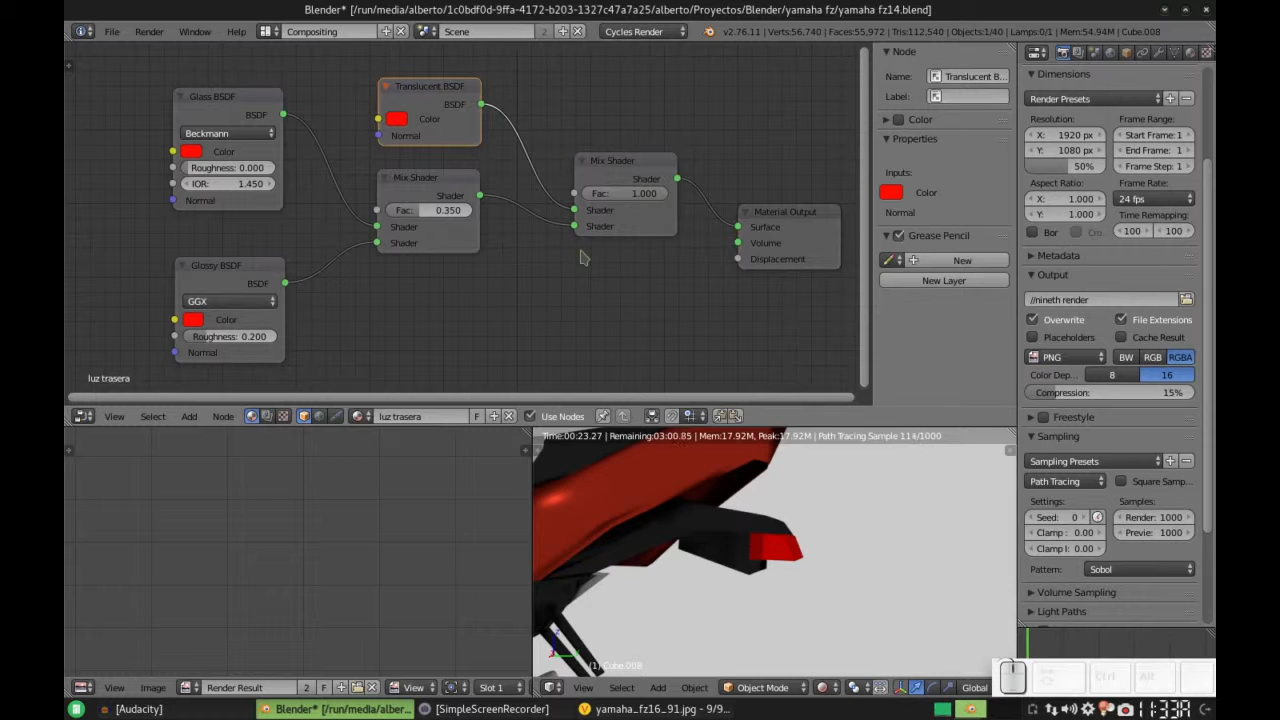 Blender* [/run/media/alberto/1c0bdf1d-9ffa-4172-b203-1327c47a7a25/alberto/Proyectos/Blender/yamaha fz/yamaha fz14.blend]
File Render Window Help Compositing Scene 2 Cycles Render v2.76.11 | Verts:56,740 | Faces:55,972 | Tris:112,540 | Objects:1/40 | Lamps:0/1 | Mem:54.94M | Cube.008
Glass BSDF
BSDF
Beckmann
Color
Roughness: 0.000
IOR: 1.450
Normal
Translucent BSDF
BSDF
Color
Normal
Mix Shader
Shader
Fac: 0.350
Shader
Shader
Glossy BSDF
BSDF
GGX
Color
Roughness: 0.200
Normal
Mix Shader
Shader
Fac: 1.000
Shader
Shader
Material Output
Surface
Volume
Displacement
luz trasera
Node
Name: Translucent B...
Label:
Color
Properties
Inputs:
Color
Normal
Grease Pencil
New
New Layer
Dimensions
Render Presets
Resolution: Frame Range:
X: 1920 px Start Frame: 1
Y: 1080 px End Frame: 1
50% Frame Step: 1
Aspect Ratio: Frame Rate:
X: 1.000 24 fps
Y: 1.000 Time Remapping:
Bor Cro 100 100
Metadata
Output
//nineth render
Overwrite File Extensions
Placeholders Cache Result
PNG BW RGB RGBA
Color Dep... 8 16
Compression: 15%
Freestyle
Sampling
Sampling Presets
Path Tracing Square Samp...
Settings: Samples:
Seed: 0 Render: 1000
Clamp : 0.00 Previe: 1000
Clamp I: 0.00
Pattern: Sobol
Volume Sampling
Light Paths
View Select Add Node luz trasera F Use Nodes
Time:00:23.27 | Remaining:03:00.85 | Mem:17.92M, Peak:17.92M | Path Tracing Sample 114/1000
(1) Cube.008
View Image Render Result 2 F View Slot 1
View Select Add Object Object Mode Global
Ctrl Alt
[Audacity] Blender* [/run/media/alberto/... [SimpleScreenRecorder] yamaha_fz16_91.jpg - 9/9...